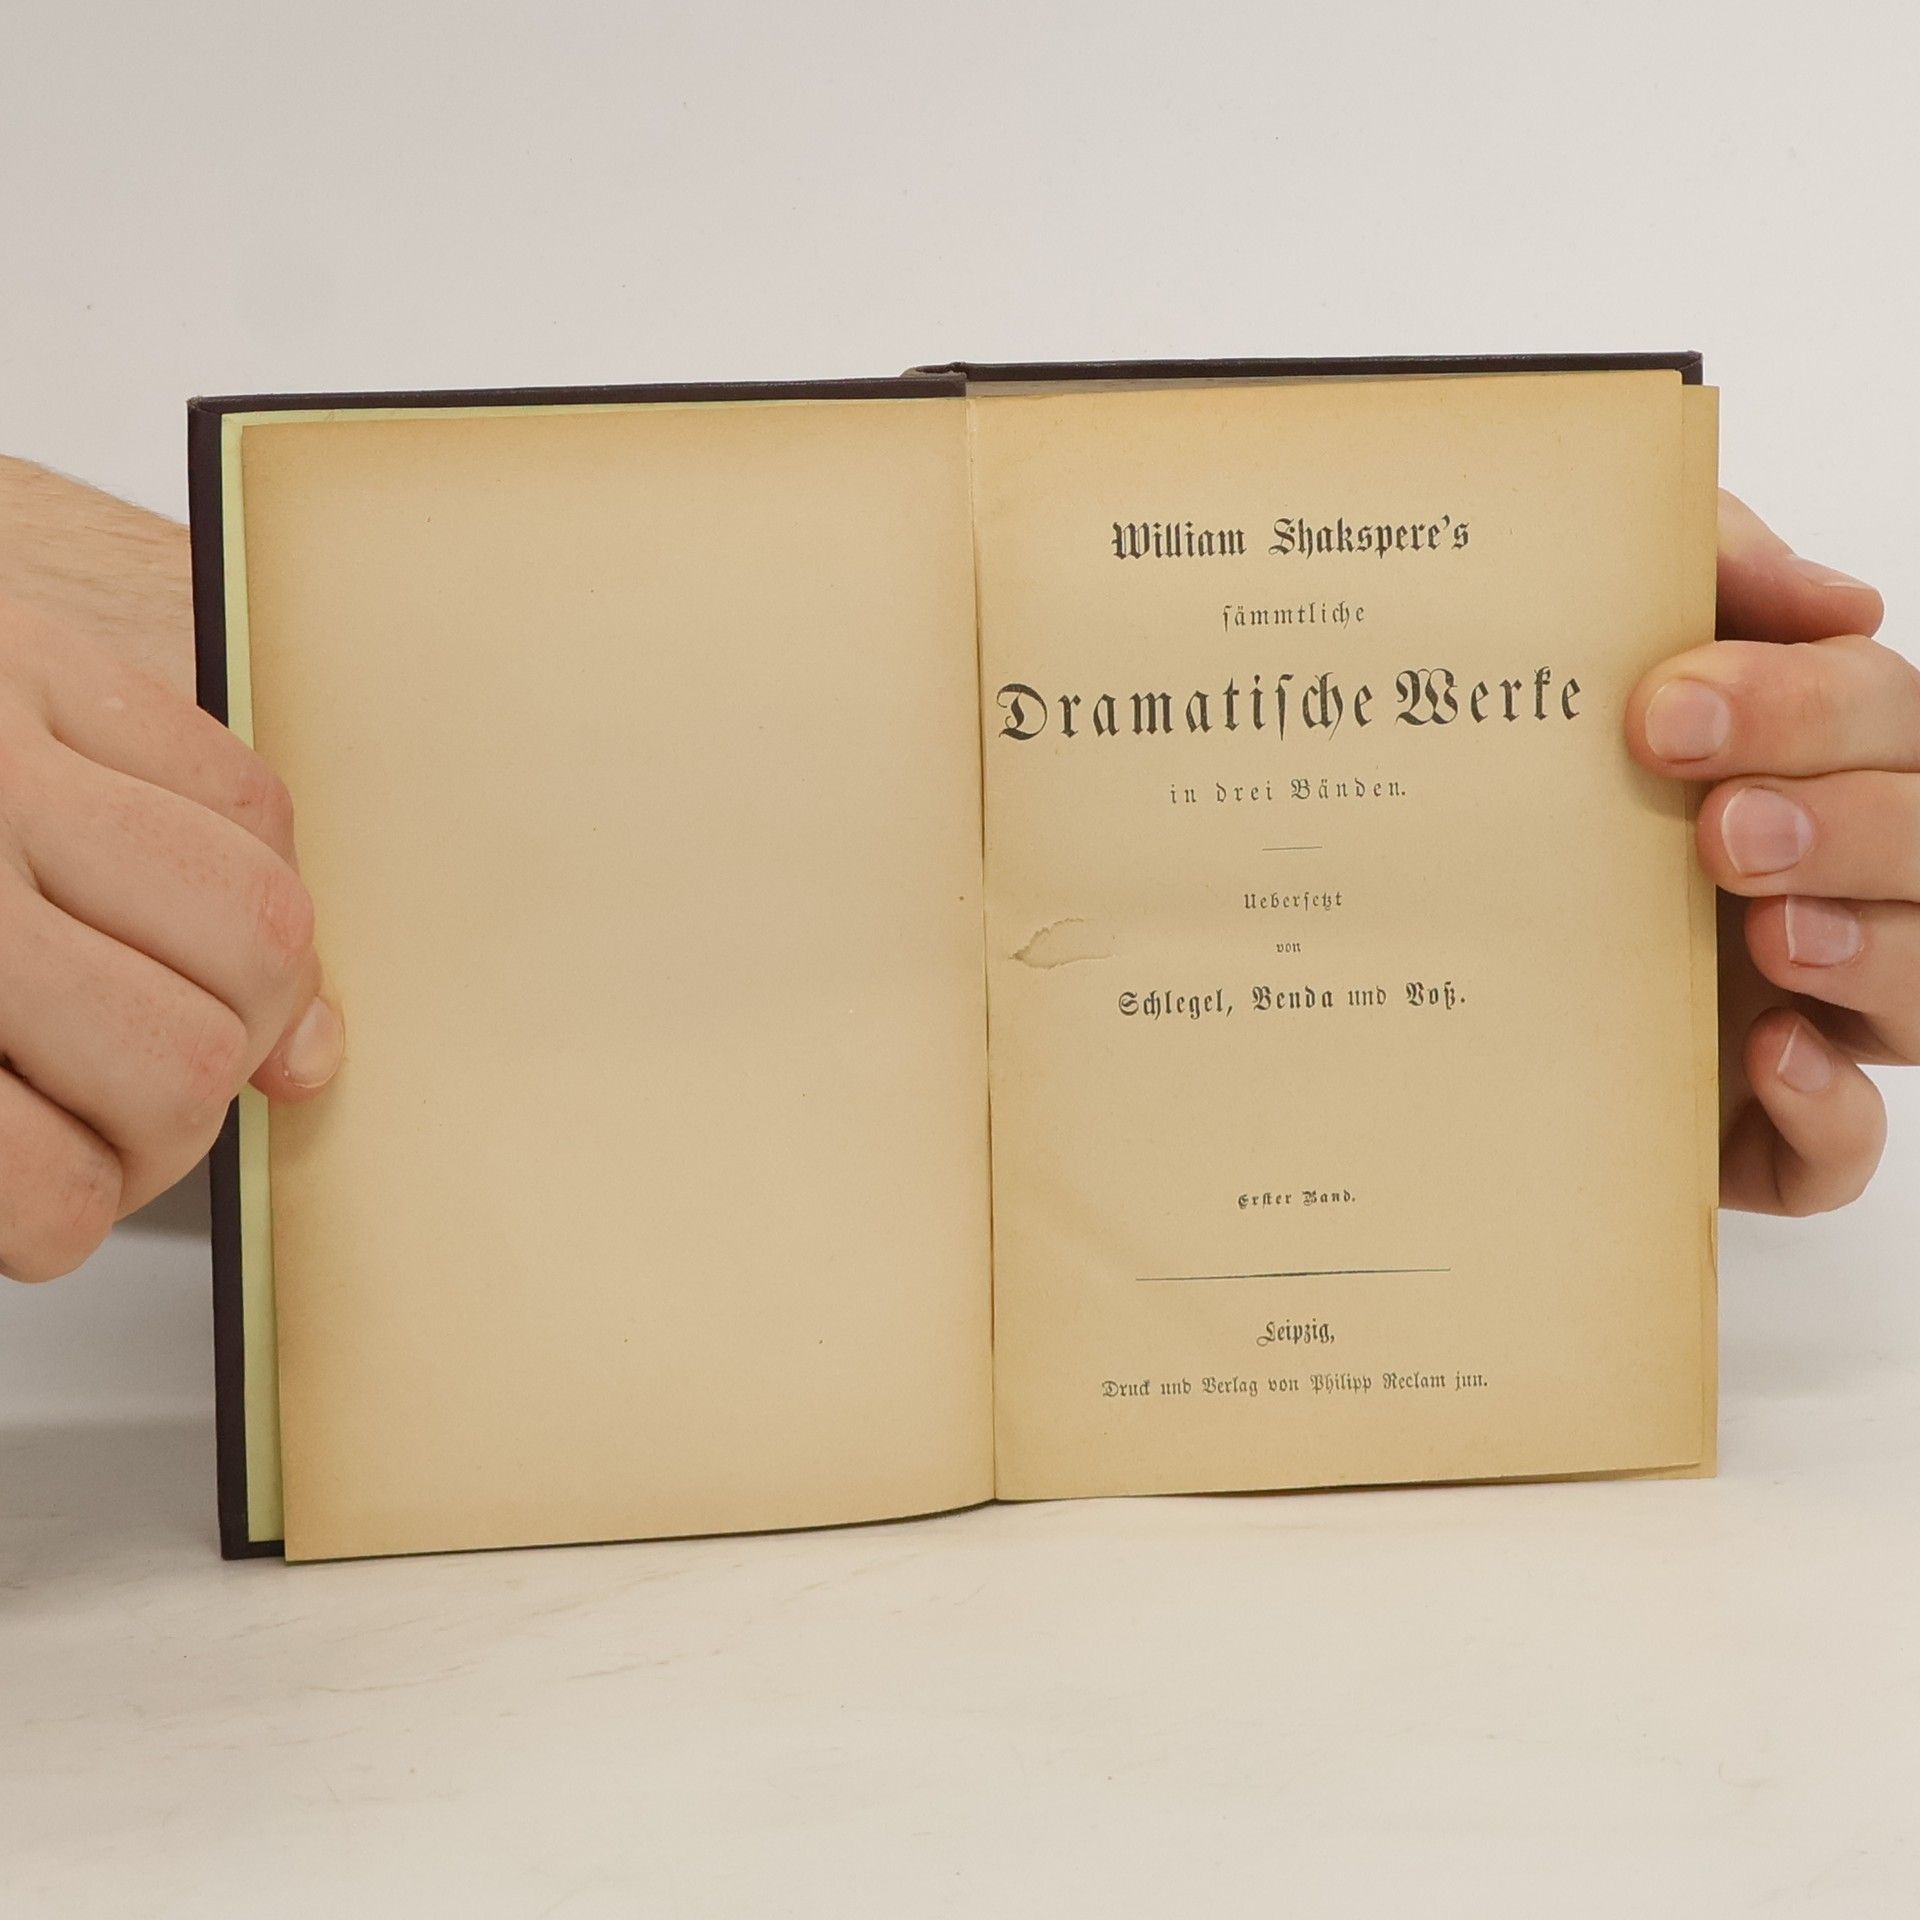 William Shakspere's
sämmtliche
Dramatische Werke
in drei Bänden.
Uebersetzt
von
Schlegel, Benda und Voß.
Erster Band.
Leipzig,
Druck und Verlag von Philipp Reclam jun.